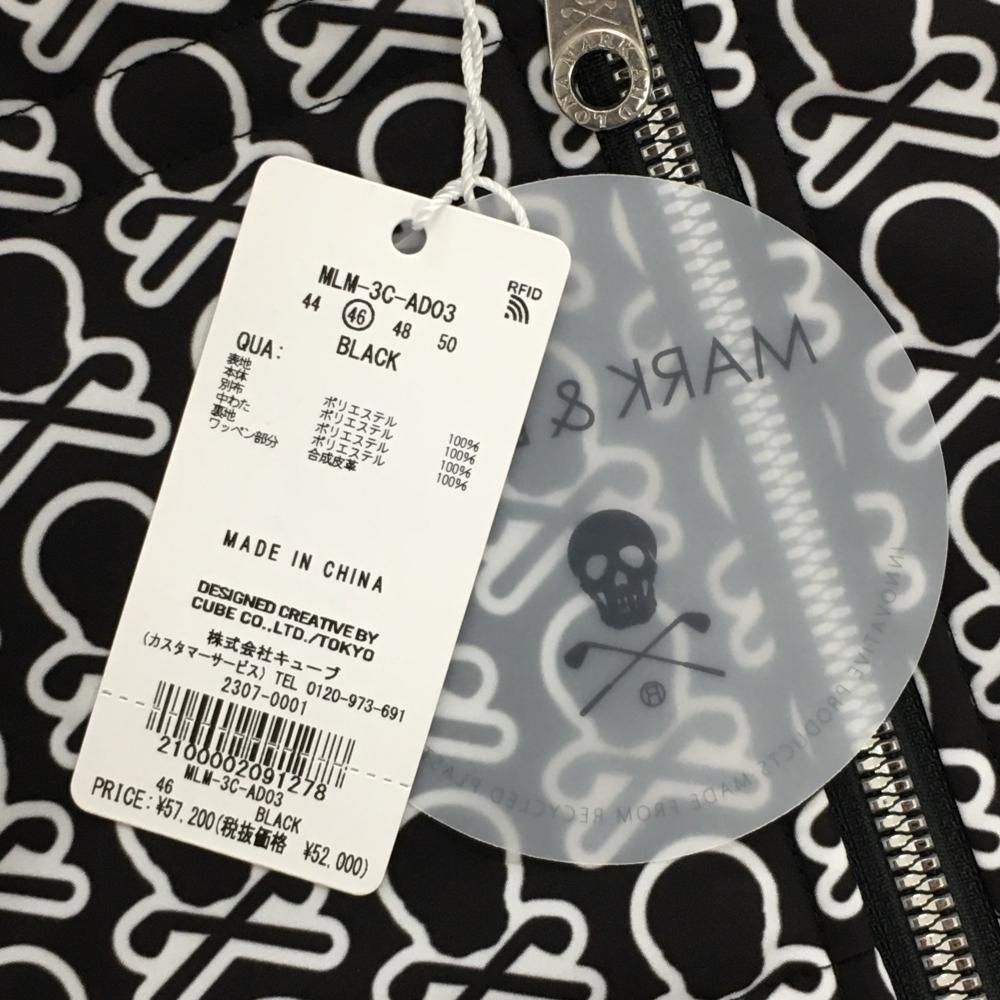 MARK AND LONA
MLM-3C-AD03
RFID
44 46 48 50
QUA: BLACK
表地
本体 ポリエステル 100%
別布 ポリエステル 100%
中わた ポリエステル 100%
裏地 ポリエステル 100%
ワッペン部分 合成皮革
MADE IN CHINA
DESIGNED CREATIVE BY
CUBE CO.,LTD./TOKYO
株式会社キューブ
(カスタマーサービス) TEL 0120-973-691
2307-0001
2100002091278
MLM-3C-AD03
46 BLACK
PRICE:¥57,200(税抜価格 ¥52,000)
MARK &
INNOVATIVE PRODUCTS MADE FROM RECYCLED PLAS